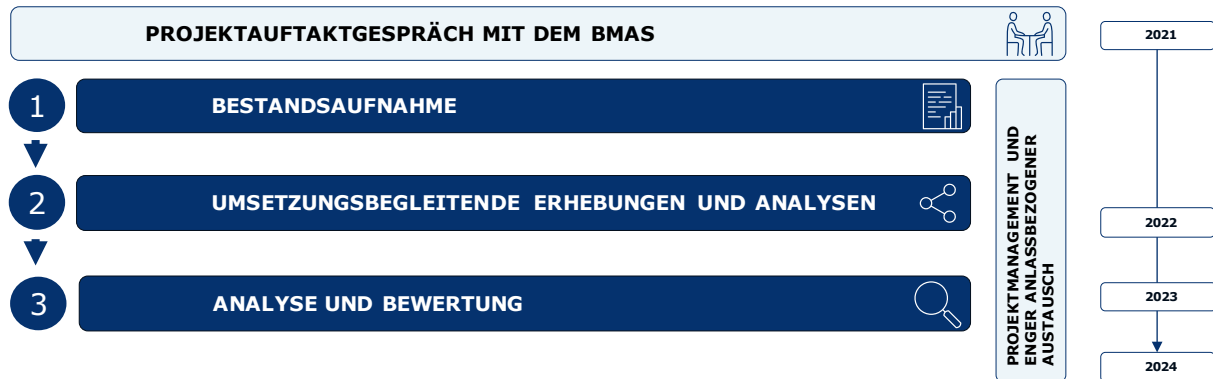 PROJEKTAUFTAKTGESPRÄCH MIT DEM BMAS
1
BESTANDSAUFNAHME
2
UMSETZUNGSBEGLEITENDE ERHEBUNGEN UND ANALYSEN
3
ANALYSE UND BEWERTUNG
PROJEKTMANAGEMENT UND
ENGER ANLASSBEZOGENER
AUSTAUSCH
2021
2022
2023
2024